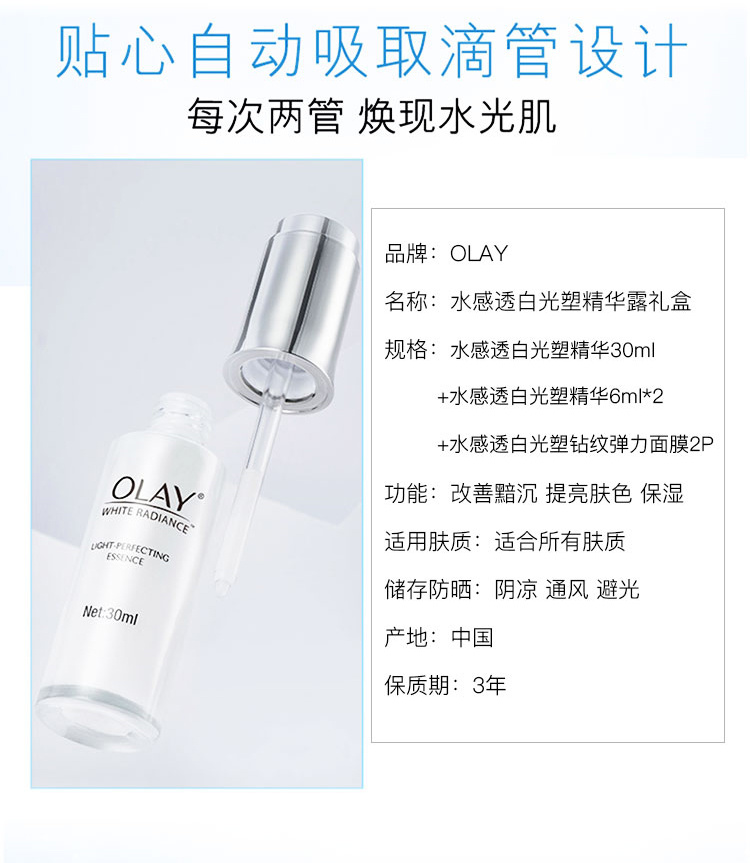 贴心自动吸取滴管设计
每次两管 焕现水光肌
OLAY®
WHITE RADIANCE™
LIGHT-PERFECTING
ESSENCE
Net:30ml
品牌：OLAY
名称：水感透白光塑精华露礼盒
规格：水感透白光塑精华30ml
+水感透白光塑精华6ml*2
+水感透白光塑钻纹弹力面膜2P
功能：改善黯沉 提亮肤色 保湿
适用肤质：适合所有肤质
储存防晒：阴凉 通风 避光
产地：中国
保质期：3年